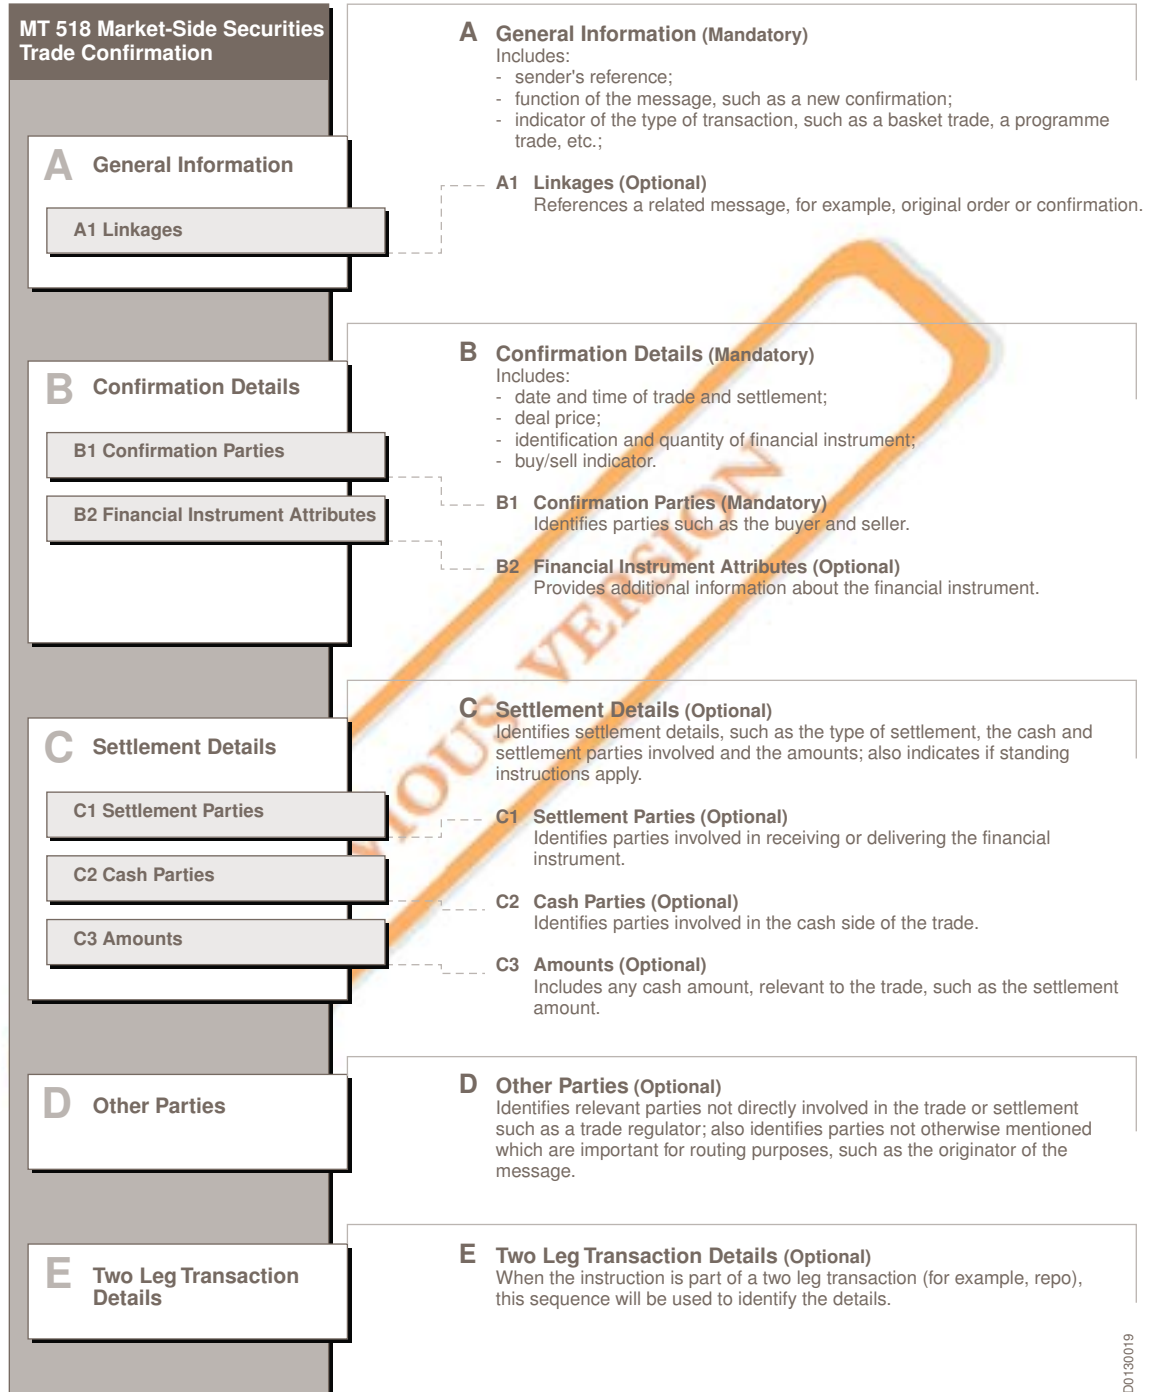 MT 518 Market-Side Securities
Trade Confirmation
A General Information
A1 Linkages
A General Information (Mandatory)
Includes:
- sender's reference;
- function of the message, such as a new confirmation;
- indicator of the type of transaction, such as a basket trade, a programme
trade, etc.;
A1 Linkages (Optional)
References a related message, for example, original order or confirmation.
B Confirmation Details
B1 Confirmation Parties
B2 Financial Instrument Attributes
B Confirmation Details (Mandatory)
Includes:
- date and time of trade and settlement;
- deal price;
- identification and quantity of financial instrument;
- buy/sell indicator.
B1 Confirmation Parties (Mandatory)
Identifies parties such as the buyer and seller.
B2 Financial Instrument Attributes (Optional)
Provides additional information about the financial instrument.
C Settlement Details
C1 Settlement Parties
C2 Cash Parties
C3 Amounts
C Settlement Details (Optional)
Identifies settlement details, such as the type of settlement, the cash and
settlement parties involved and the amounts; also indicates if standing
instructions apply.
C1 Settlement Parties (Optional)
Identifies parties involved in receiving or delivering the financial
instrument.
C2 Cash Parties (Optional)
Identifies parties involved in the cash side of the trade.
C3 Amounts (Optional)
Includes any cash amount, relevant to the trade, such as the settlement
amount.
D Other Parties
D Other Parties (Optional)
Identifies relevant parties not directly involved in the trade or settlement
such as a trade regulator; also identifies parties not otherwise mentioned
which are important for routing purposes, such as the originator of the
message.
E Two Leg Transaction
Details
E Two Leg Transaction Details (Optional)
When the instruction is part of a two leg transaction (for example, repo),
this sequence will be used to identify the details.
D0130019
VERSION